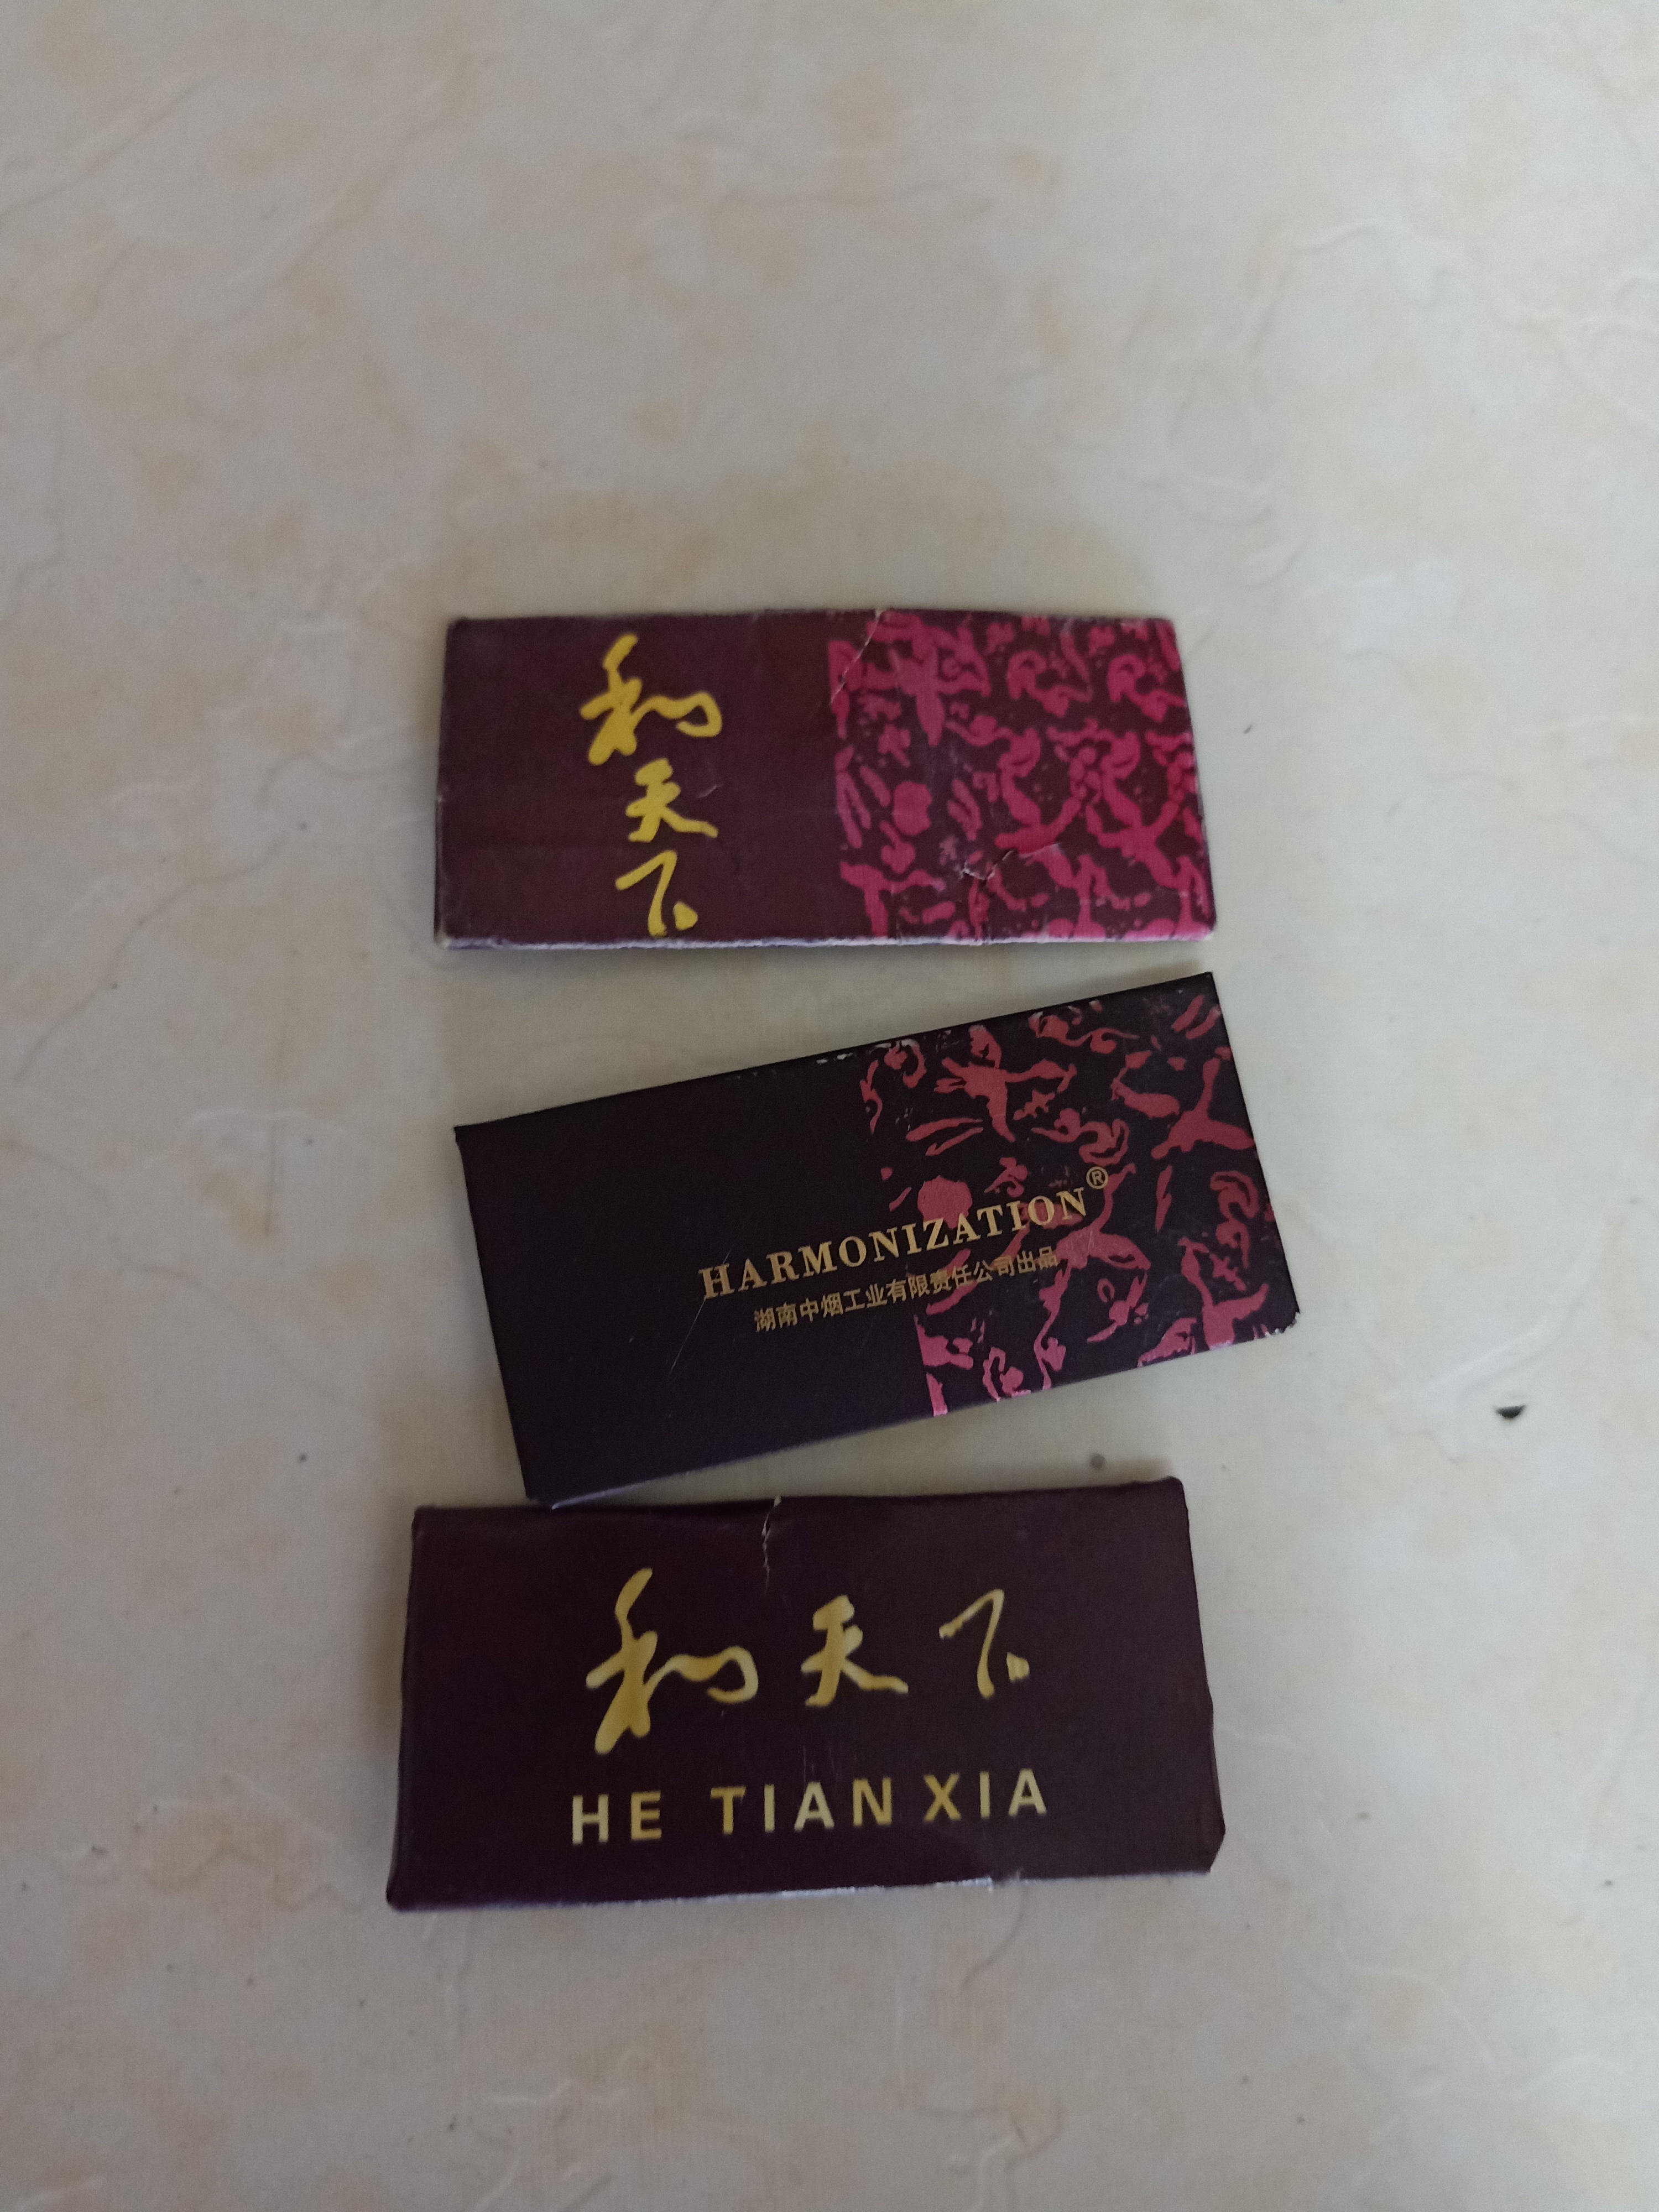 和
天
下
HARMONIZATION®
湖南中烟工业有限责任公司出品
和天下
HE TIAN XIA